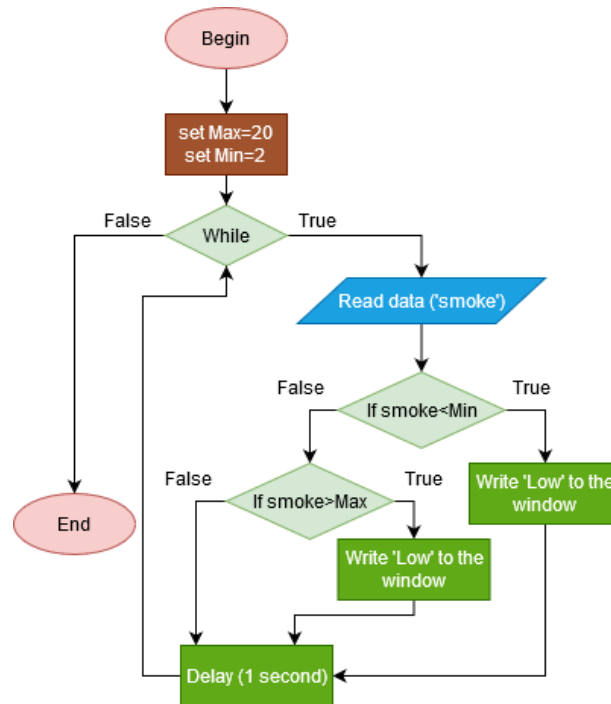 Begin
set Max=20
set Min=2
False
True
While
Read data ('smoke')
False
True
If smoke<Min
False
True
If smoke>Max
Write 'Low' to the
window
Write 'Low' to the
window
End
Delay (1 second)